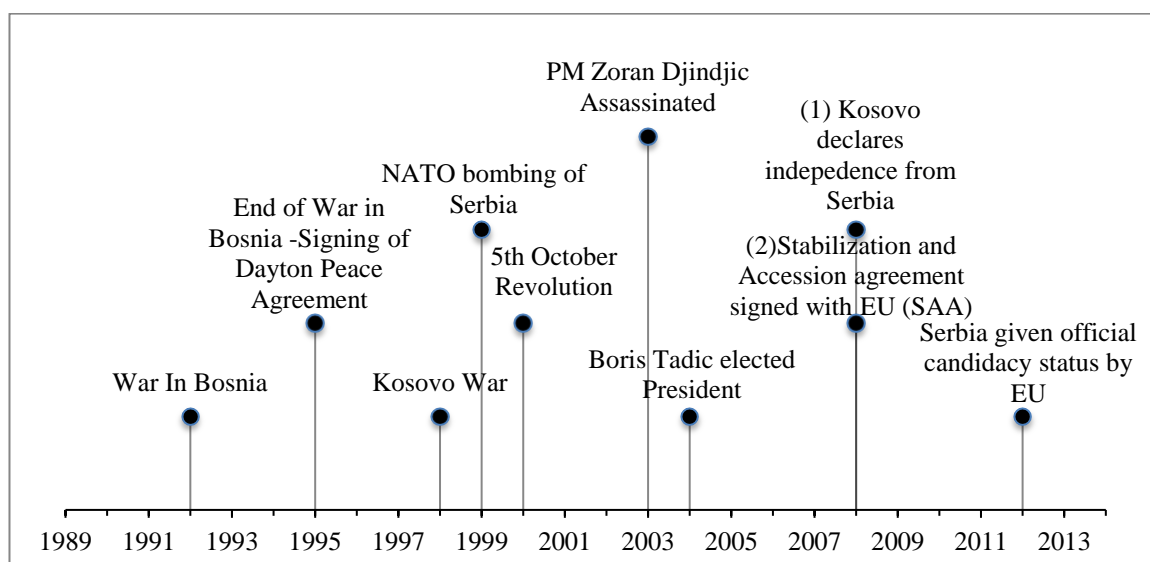 PM Zoran Djindjic
Assassinated
(1) Kosovo
declares
indepedence from
Serbia
NATO bombing of
Serbia
End of War in
Bosnia -Signing of
Dayton Peace
Agreement
5th October
Revolution
(2)Stabilization and
Accession agreement
signed with EU (SAA)
Serbia given official
candidacy status by
EU
War In Bosnia
Kosovo War
Boris Tadic elected
President
1989 1991 1993 1995 1997 1999 2001 2003 2005 2007 2009 2011 2013